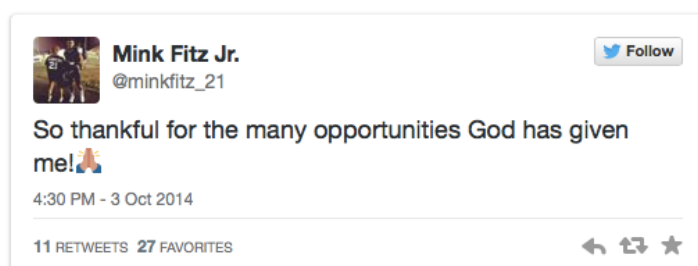 Mink Fitz Jr.
Follow
@minkfitz_21
So thankful for the many opportunities God has given
me!🙏
4:30 PM - 3 Oct 2014
11 RETWEETS 27 FAVORITES